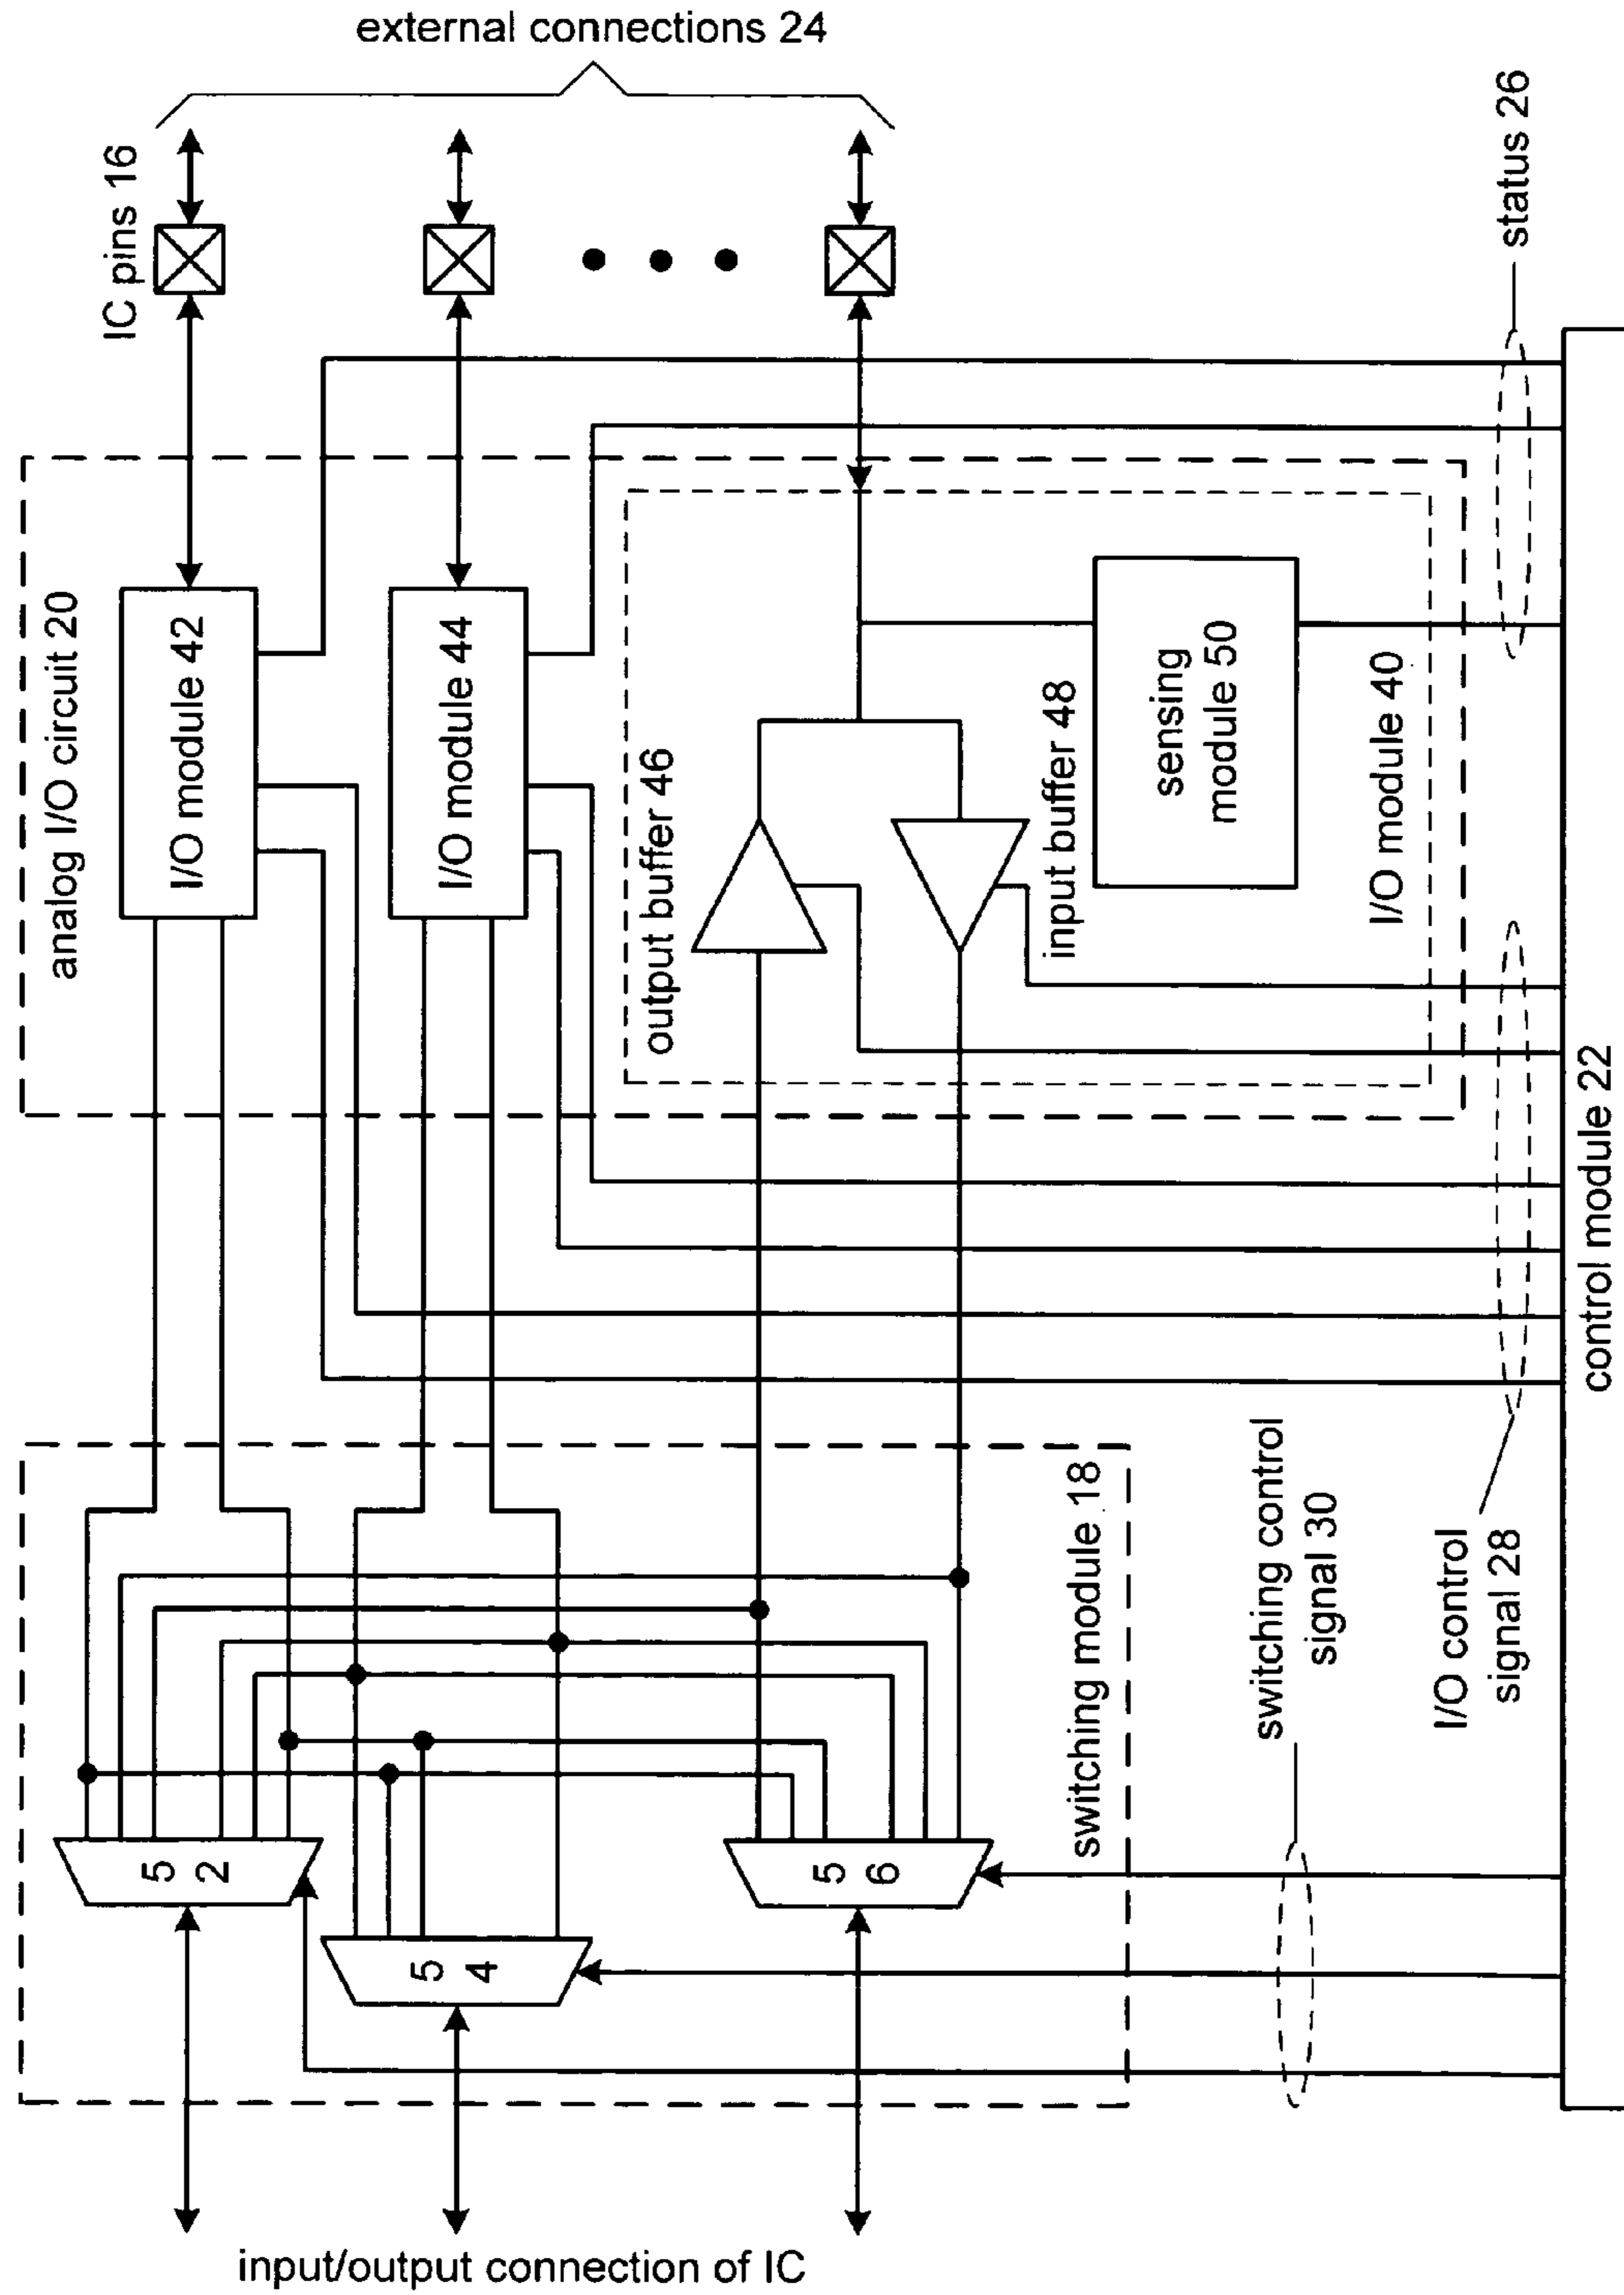 external connections 24
IC pins 16
status 26
analog I/O circuit 20
I/O module 42
I/O module 44
output buffer 46
input buffer 48
sensing
module 50
I/O module 40
control module 22
switching module 18
switching control
signal 30
I/O control
signal 28
5 2
5 4
5 6
input/output connection of IC